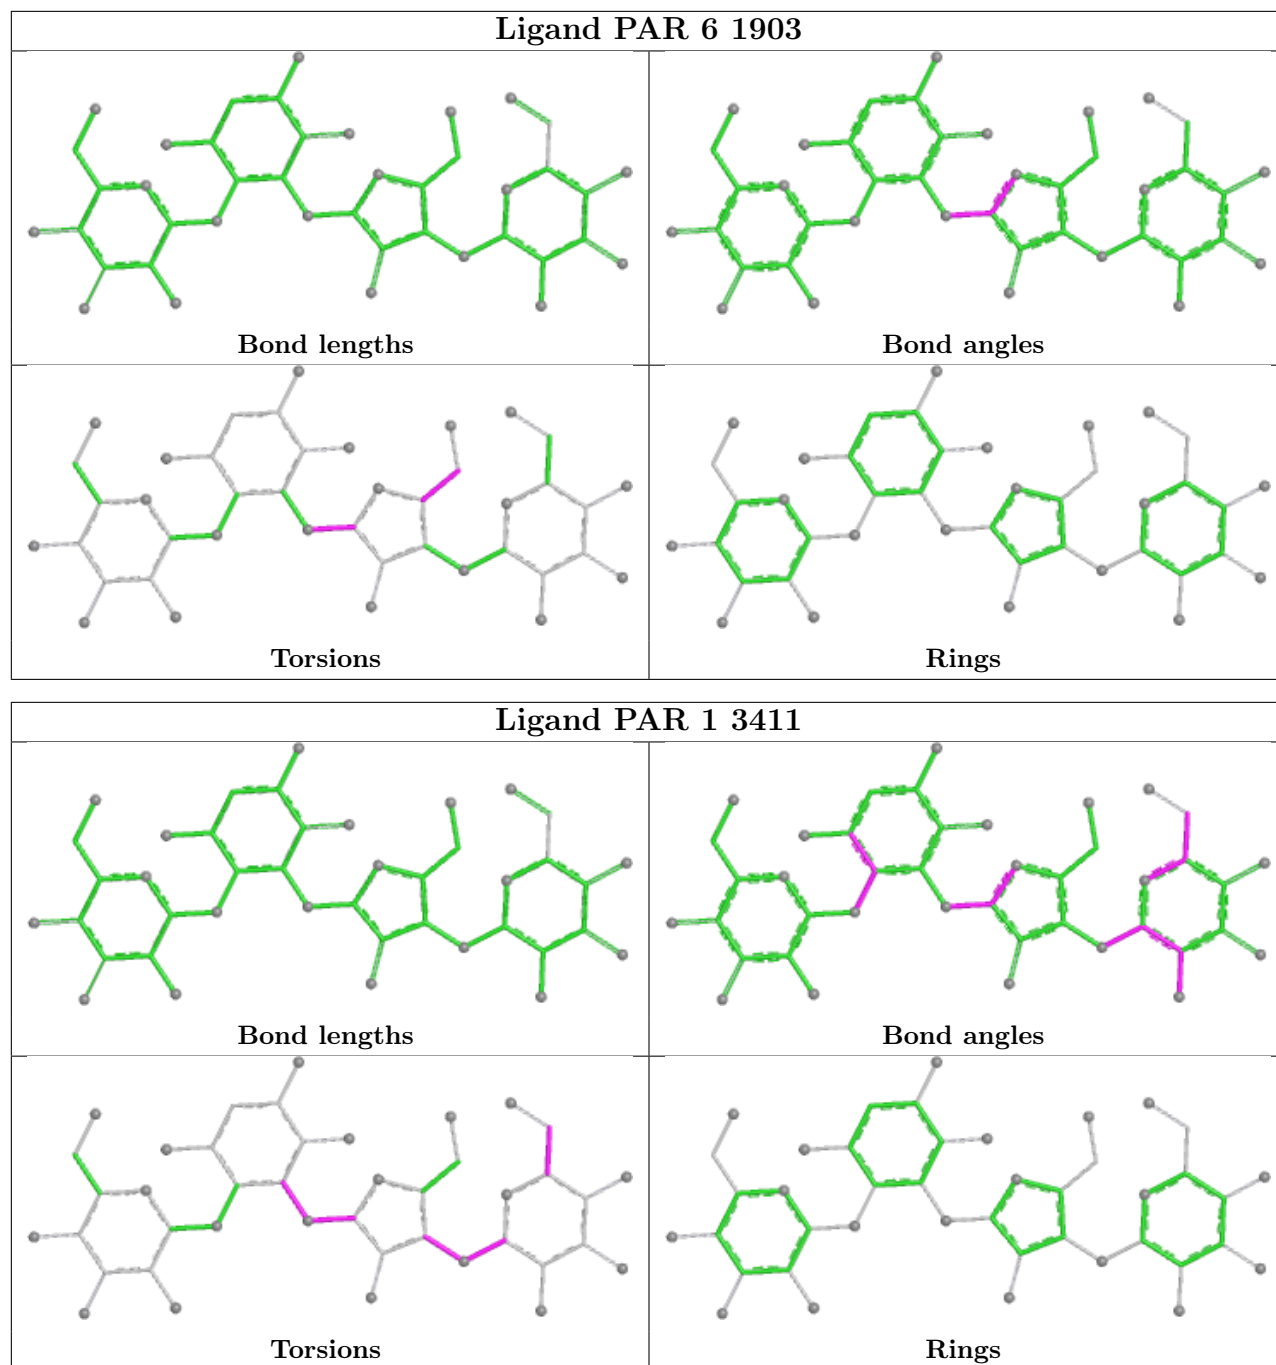 Ligand PAR 6 1903
Bond lengths
Bond angles
Torsions
Rings
Ligand PAR 1 3411
Bond lengths
Bond angles
Torsions
Rings